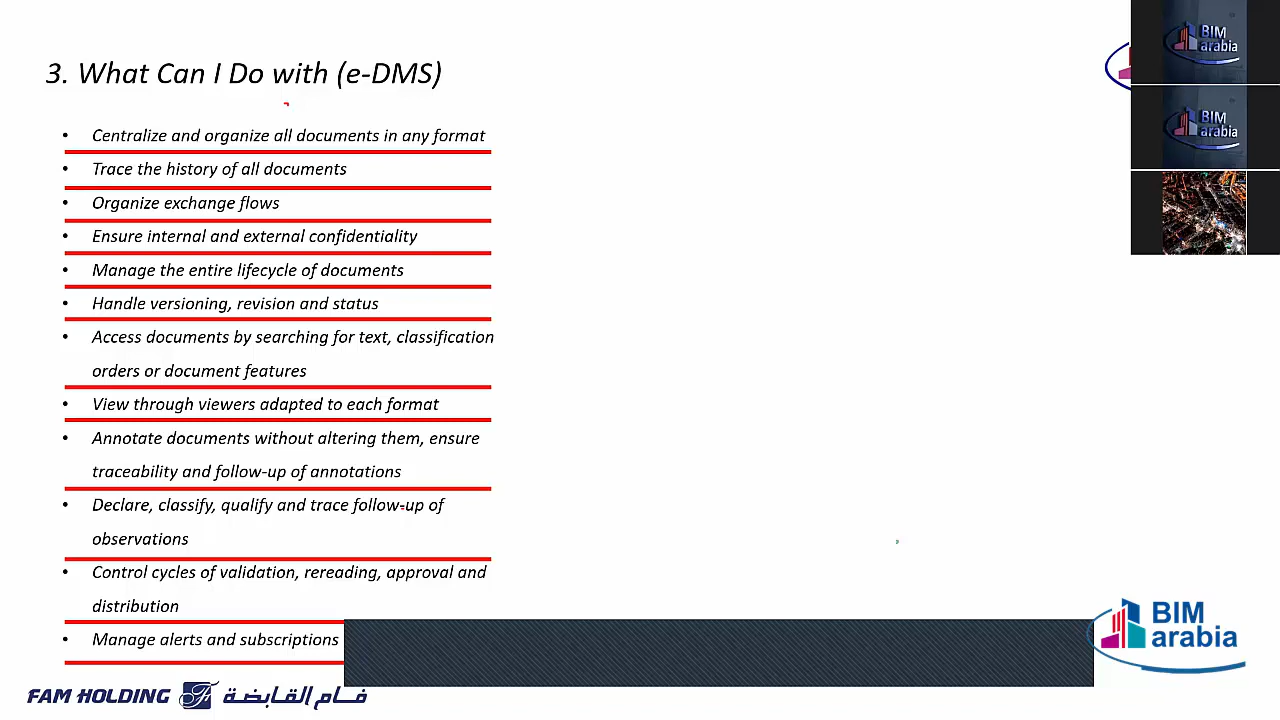 3. What Can I Do with (e-DMS)
• Centralize and organize all documents in any format
• Trace the history of all documents
• Organize exchange flows
• Ensure internal and external confidentiality
• Manage the entire lifecycle of documents
• Handle versioning, revision and status
• Access documents by searching for text, classification
orders or document features
• View through viewers adapted to each format
• Annotate documents without altering them, ensure
traceability and follow-up of annotations
• Declare, classify, qualify and trace follow-up of
observations
• Control cycles of validation, rereading, approval and
distribution
• Manage alerts and subscriptions
BIM
arabia
BIM
arabia
BIM
arabia
FAM HOLDING فام القابضة